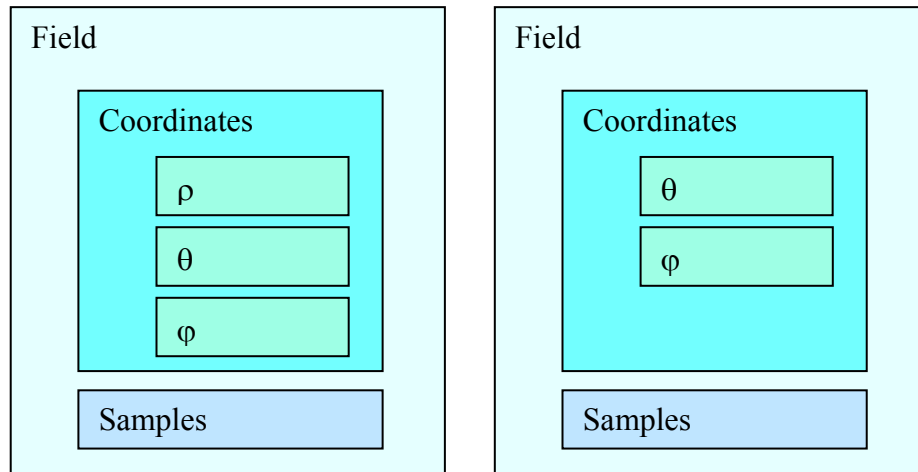 Field
Coordinates
ρ
θ
φ
Samples
Field
Coordinates
θ
φ
Samples